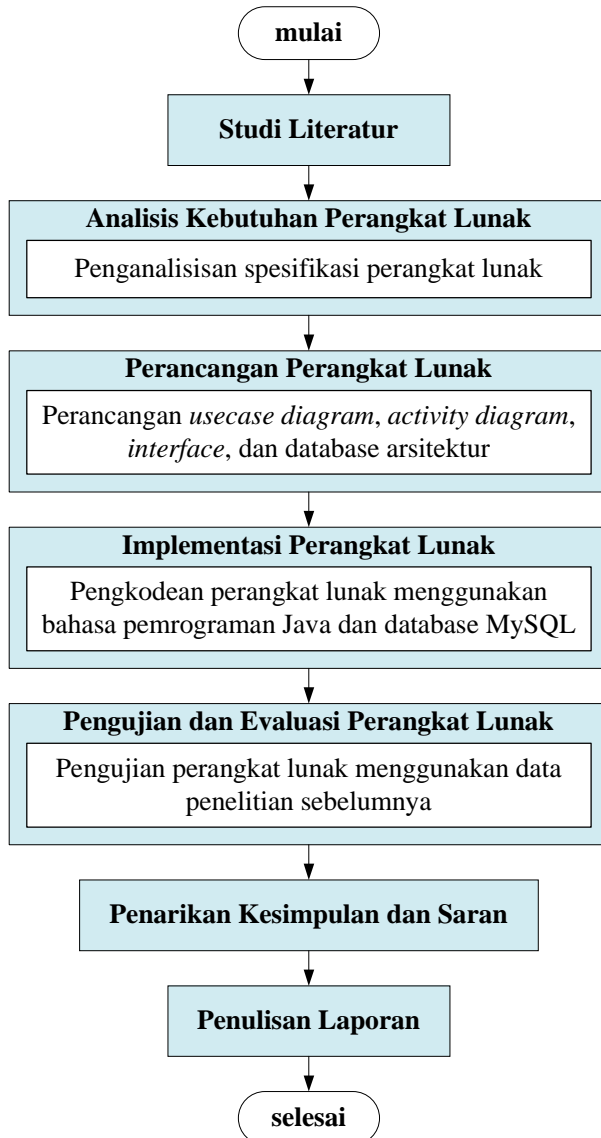 mulai
Studi Literatur
Analisis Kebutuhan Perangkat Lunak
Penganalisisan spesifikasi perangkat lunak
Perancangan Perangkat Lunak
Perancangan usecase diagram, activity diagram,
interface, dan database arsitektur
Implementasi Perangkat Lunak
Pengkodean perangkat lunak menggunakan
bahasa pemrograman Java dan database MySQL
Pengujian dan Evaluasi Perangkat Lunak
Pengujian perangkat lunak menggunakan data
penelitian sebelumnya
Penarikan Kesimpulan dan Saran
Penulisan Laporan
selesai